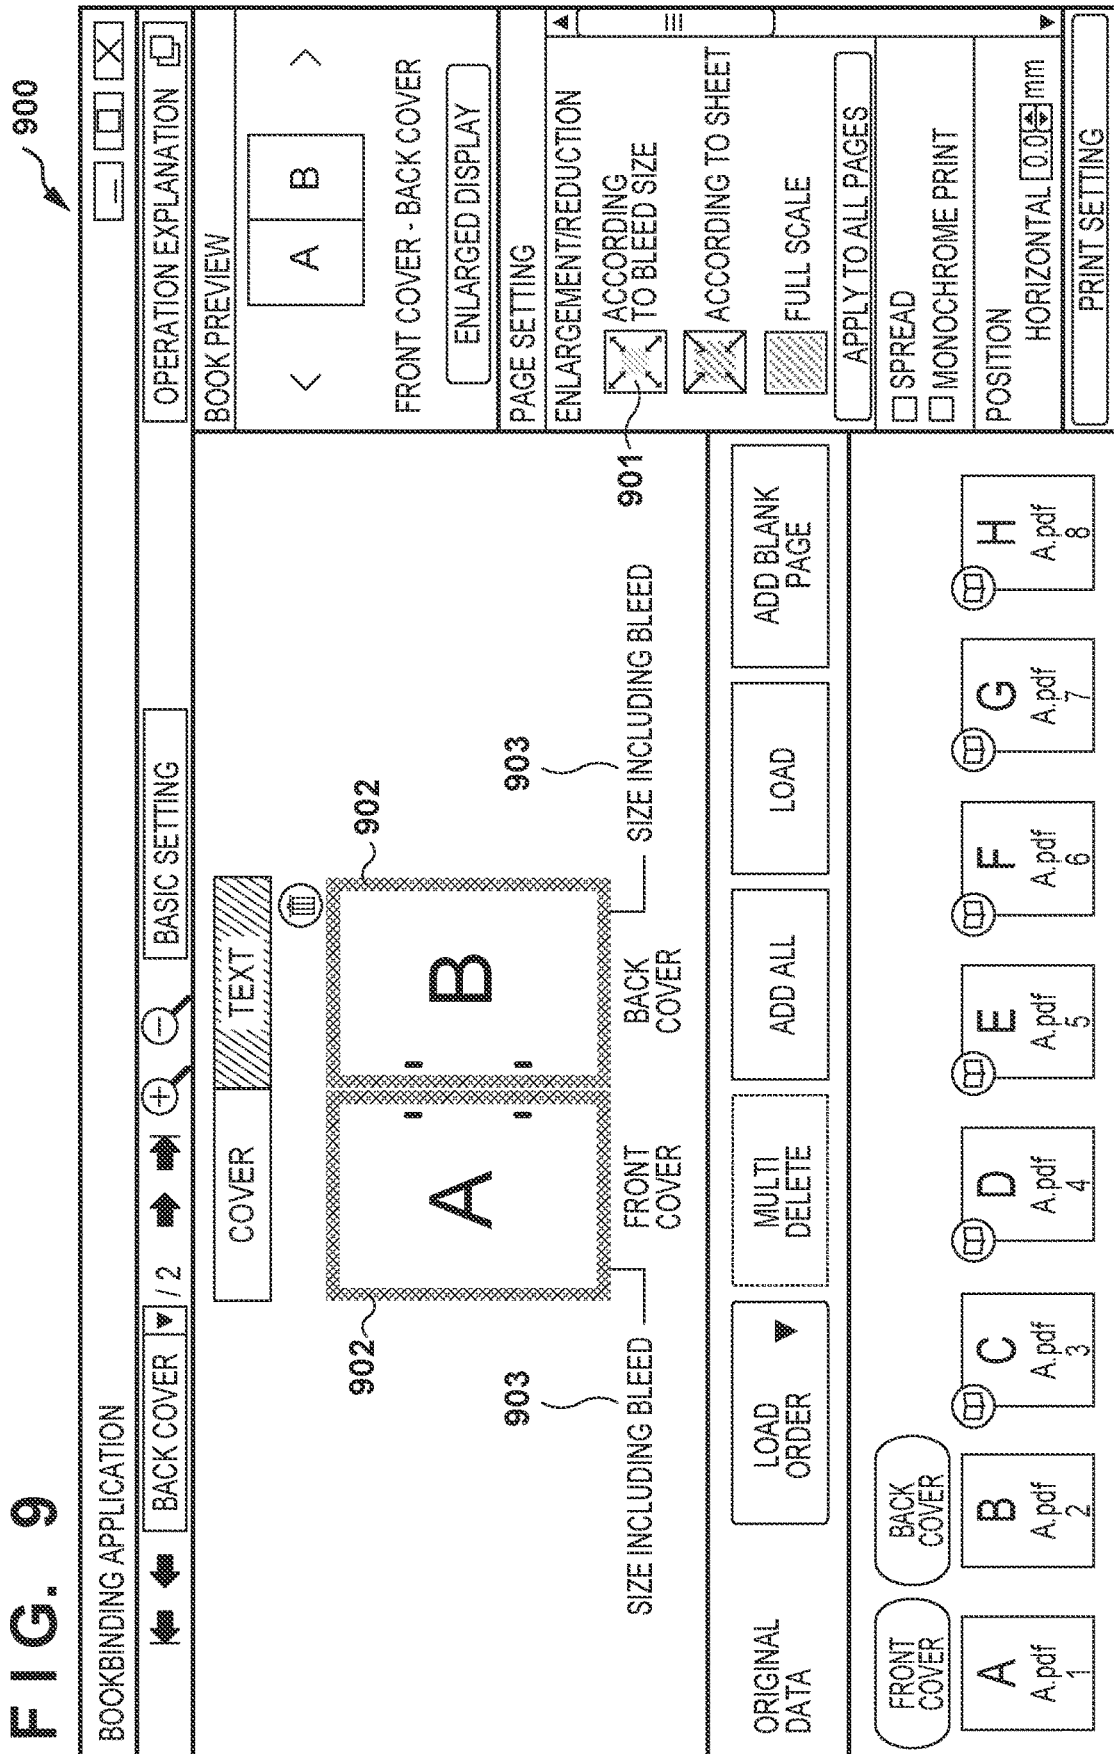 FIG. 9
900
BOOKBINDING APPLICATION
BACK COVER ▼ / 2
BASIC SETTING
OPERATION EXPLANATION
COVER
TEXT
902
902
A
B
FRONT
COVER
BACK
COVER
903
SIZE INCLUDING BLEED
903
SIZE INCLUDING BLEED
BOOK PREVIEW
< A B >
FRONT COVER - BACK COVER
ENLARGED DISPLAY
PAGE SETTING
ENLARGEMENT/REDUCTION
901
ACCORDING
TO BLEED SIZE
ACCORDING TO SHEET
FULL SCALE
APPLY TO ALL PAGES
SPREAD
MONOCHROME PRINT
POSITION
HORIZONTAL 0.0 mm
PRINT SETTING
ORIGINAL
DATA
LOAD
ORDER ▼
MULTI
DELETE
ADD ALL
LOAD
ADD BLANK
PAGE
FRONT
COVER
A
A.pdf
1
BACK
COVER
B
A.pdf
2
C
A.pdf
3
D
A.pdf
4
E
A.pdf
5
F
A.pdf
6
G
A.pdf
7
H
A.pdf
8